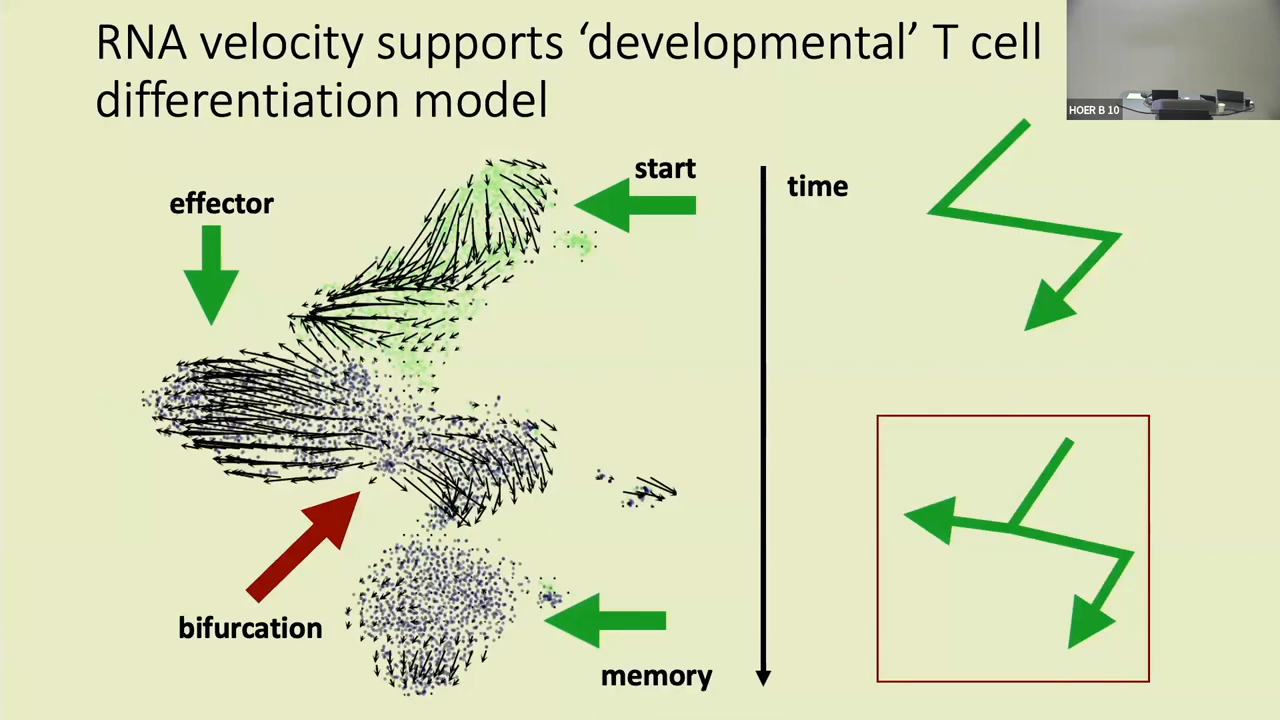 RNA velocity supports ‘developmental’ T cell
differentiation model
HOER B 10
start
time
effector
bifurcation
memory